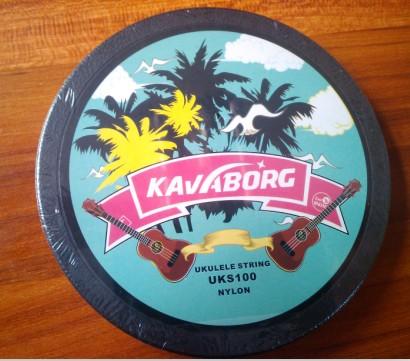 KAVABORG
UKULELE STRING
UKS100
NYLON